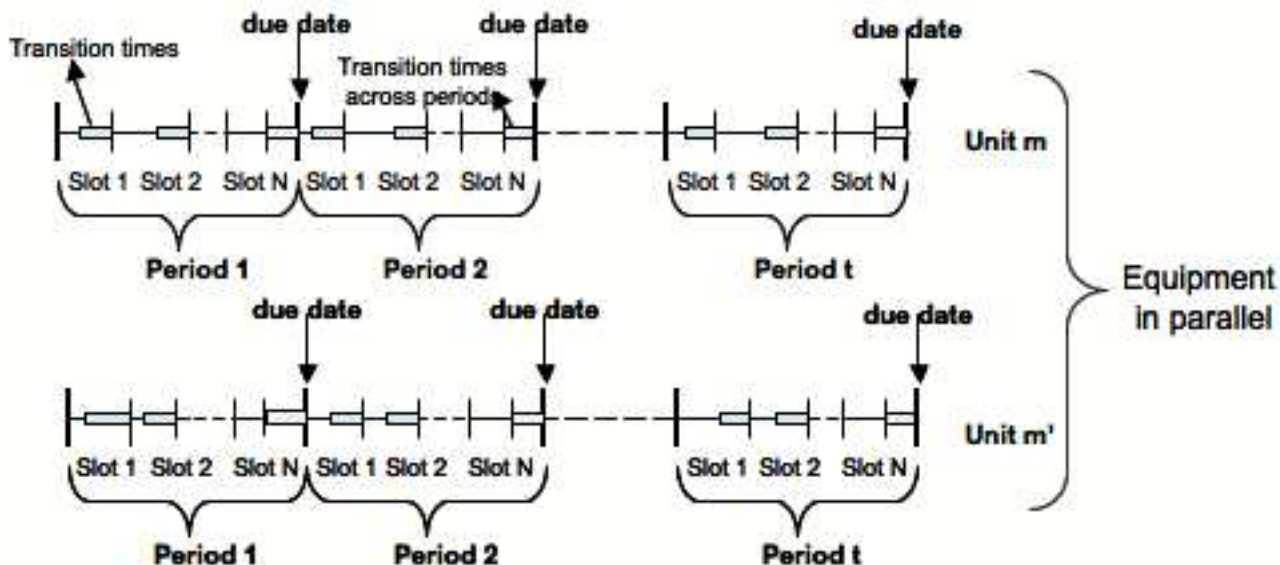 due date due date due date
Transition times
Transition times
across periods
Unit m
Slot 1 Slot 2 Slot N Slot 1 Slot 2 Slot N Slot 1 Slot 2 Slot N
Period 1 Period 2 Period t
Equipment
in parallel
due date due date due date
Unit m'
Slot 1 Slot 2 Slot N Slot 1 Slot 2 Slot N Slot 1 Slot 2 Slot N
Period 1 Period 2 Period t